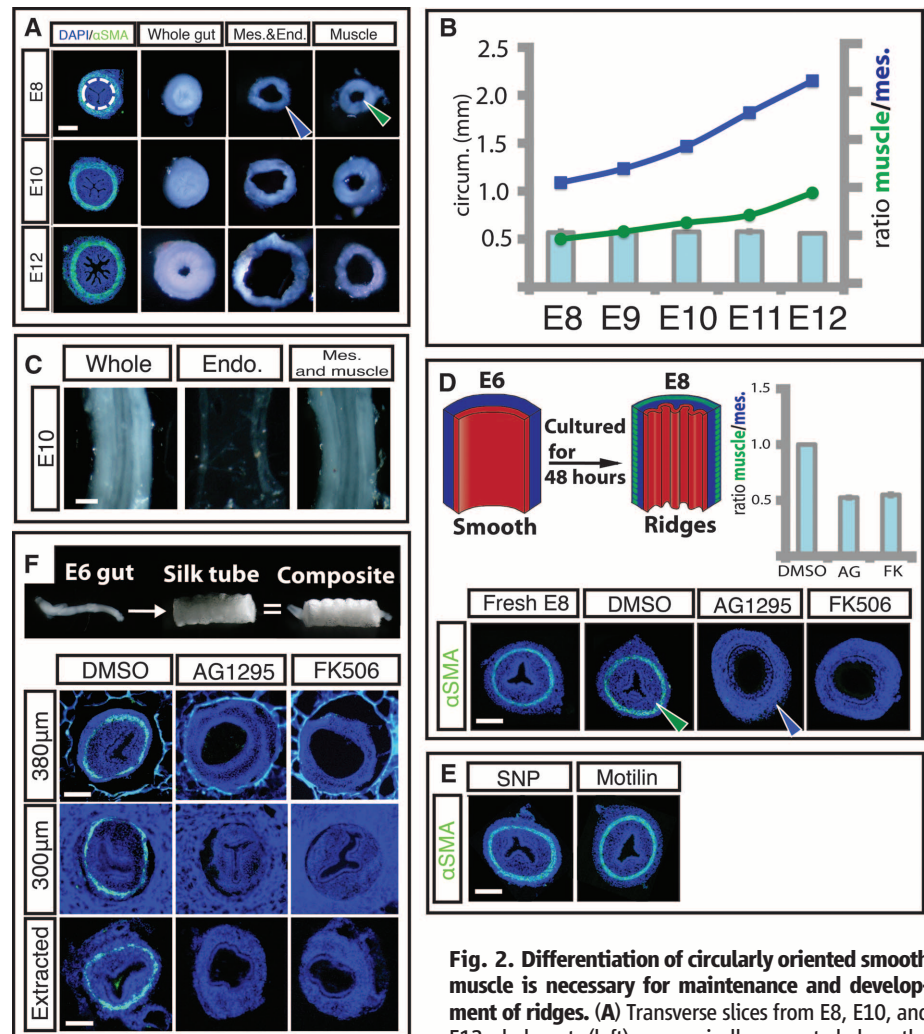 A
DAPI/αSMA
Whole gut
Mes.&End.
Muscle
E8
E10
E12
B
circum. (mm)
2.5
2.0
1.5
1.0
0.5
ratio muscle/mes.
E8 E9 E10 E11 E12
C
Whole
Endo.
Mes.
and muscle
E10
D
E6
E8
Cultured
for
48 hours
Smooth
Ridges
ratio muscle/mes.
1.5
1.0
0.5
DMSO AG FK
Fresh E8
DMSO
AG1295
FK506
αSMA
E
SNP
Motilin
αSMA
F
E6 gut
Silk tube
Composite
=
DMSO
AG1295
FK506
380μm
300μm
Extracted
Fig. 2. Differentiation of circularly oriented smooth
muscle is necessary for maintenance and develop-
ment of ridges. (A) Transverse slices from E8, E10, an